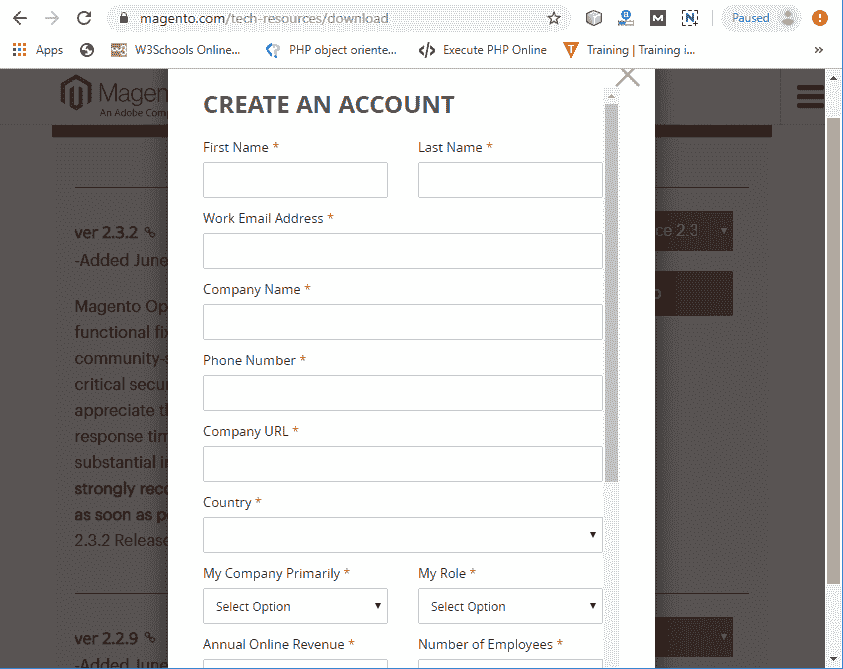 magento.com/tech-resources/download
Paused
Apps
W3Schools Online...
PHP object oriente...
Execute PHP Online
Training | Training i...
»
Magen
An Adobe Com
CREATE AN ACCOUNT
First Name * Last Name *
Work Email Address *
Company Name *
Phone Number *
Company URL *
Country *
My Company Primarily * My Role *
Select Option Select Option
Annual Online Revenue * Number of Employees *
ver 2.3.2
-Added June
ce 2.3
Magento Op
functional fix
community-s
critical secur
appreciate th
response tim
substantial i
strongly reco
as soon as p
2.3.2 Release
ver 2.2.9
-Added June